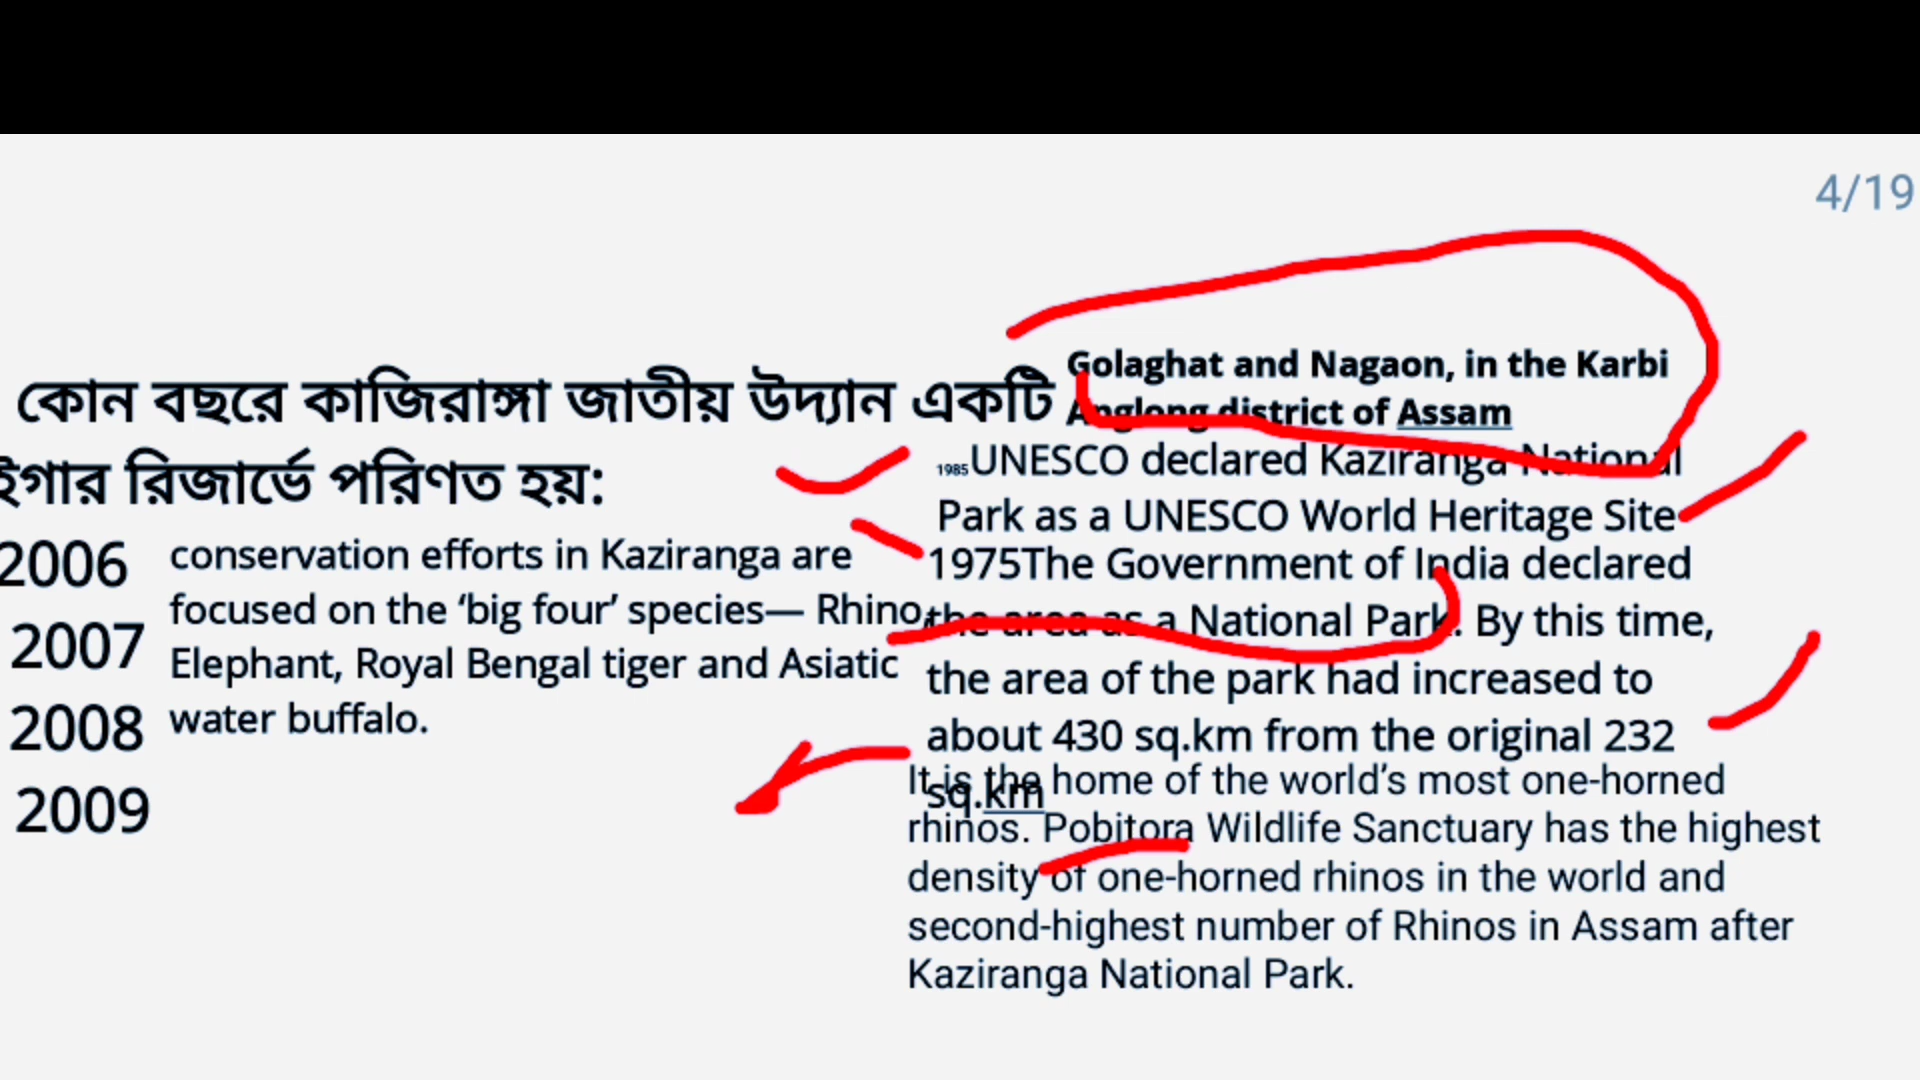 4/19
কোন বছরে কাজিরাঙ্গা জাতীয় উদ্যান একটি
ইগার রিজার্ভে পরিণত হয়:
2006
2007
2008
2009
conservation efforts in Kaziranga are
focused on the ‘big four’ species— Rhino,
Elephant, Royal Bengal tiger and Asiatic
water buffalo.
Golaghat and Nagaon, in the Karbi
Anglong district of Assam
1985UNESCO declared Kaziranga National
Park as a UNESCO World Heritage Site
1975The Government of India declared
the area as a National Park. By this time,
the area of the park had increased to
about 430 sq.km from the original 232
sq.km
It is the home of the world’s most one-horned
rhinos. Pobitora Wildlife Sanctuary has the highest
density of one-horned rhinos in the world and
second-highest number of Rhinos in Assam after
Kaziranga National Park.